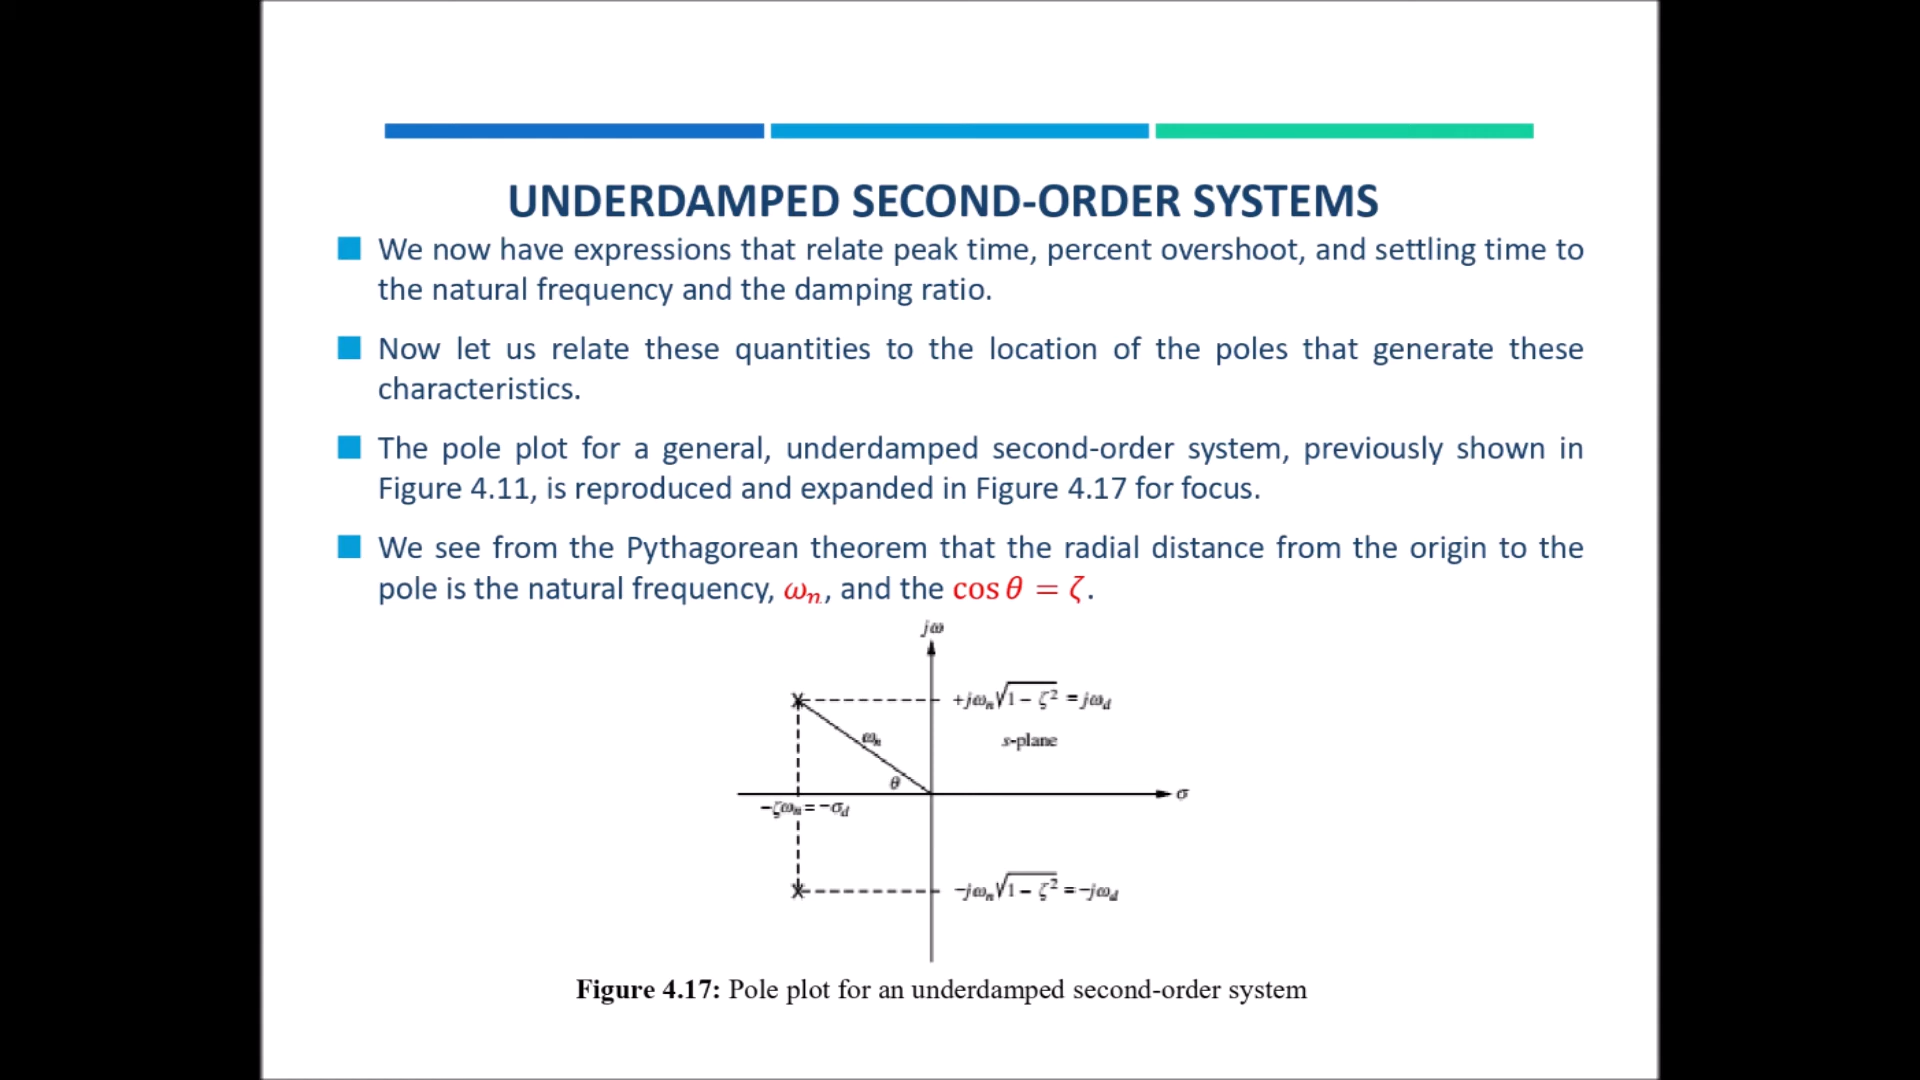 UNDERDAMPED SECOND-ORDER SYSTEMS
We now have expressions that relate peak time, percent overshoot, and settling time to
the natural frequency and the damping ratio.
Now let us relate these quantities to the location of the poles that generate these
characteristics.
The pole plot for a general, underdamped second-order system, previously shown in
Figure 4.11, is reproduced and expanded in Figure 4.17 for focus.
We see from the Pythagorean theorem that the radial distance from the origin to the
pole is the natural frequency, ωₙ, and the cos θ = ζ.
jω
+jωₙ√1 − ζ² = jω_d
ωₙ
s-plane
θ
σ
−ζωₙ = −σ_d
−jωₙ√1 − ζ² = −jω_d
Figure 4.17: Pole plot for an underdamped second-order system